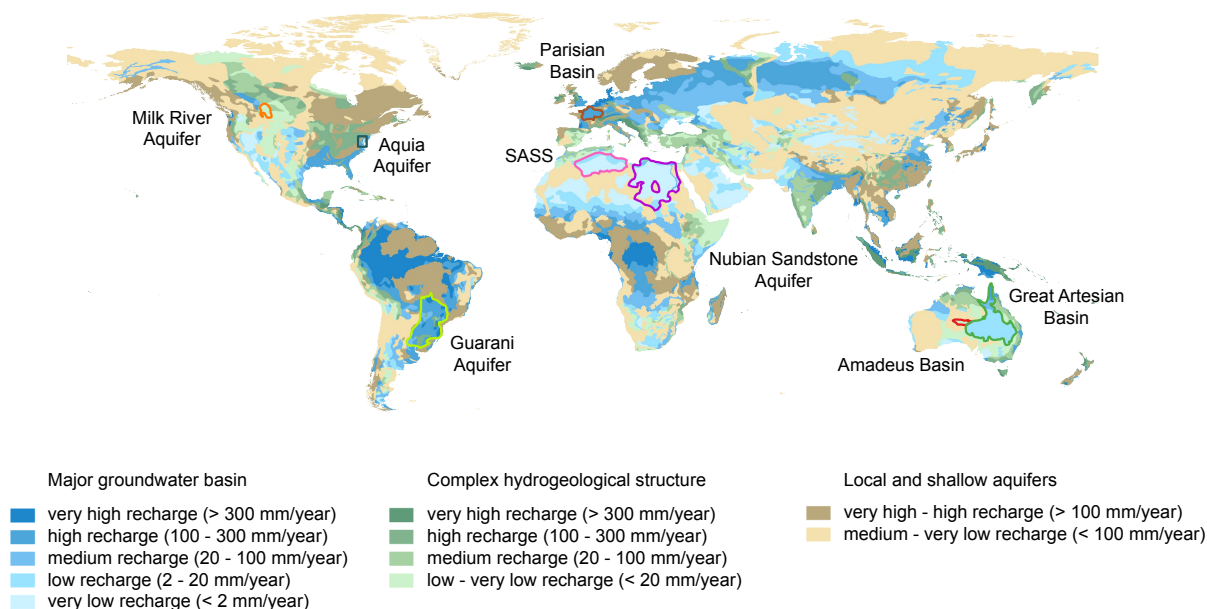 Parisian
Basin
Milk River
Aquifer
Aquia
Aquifer
SASS
Nubian Sandstone
Aquifer
Great Artesian
Basin
Guarani
Aquifer
Amadeus Basin
Major groundwater basin
very high recharge (> 300 mm/year)
high recharge (100 - 300 mm/year)
medium recharge (20 - 100 mm/year)
low recharge (2 - 20 mm/year)
very low recharge (< 2 mm/year)
Complex hydrogeological structure
very high recharge (> 300 mm/year)
high recharge (100 - 300 mm/year)
medium recharge (20 - 100 mm/year)
low - very low recharge (< 20 mm/year)
Local and shallow aquifers
very high - high recharge (> 100 mm/year)
medium - very low recharge (< 100 mm/year)